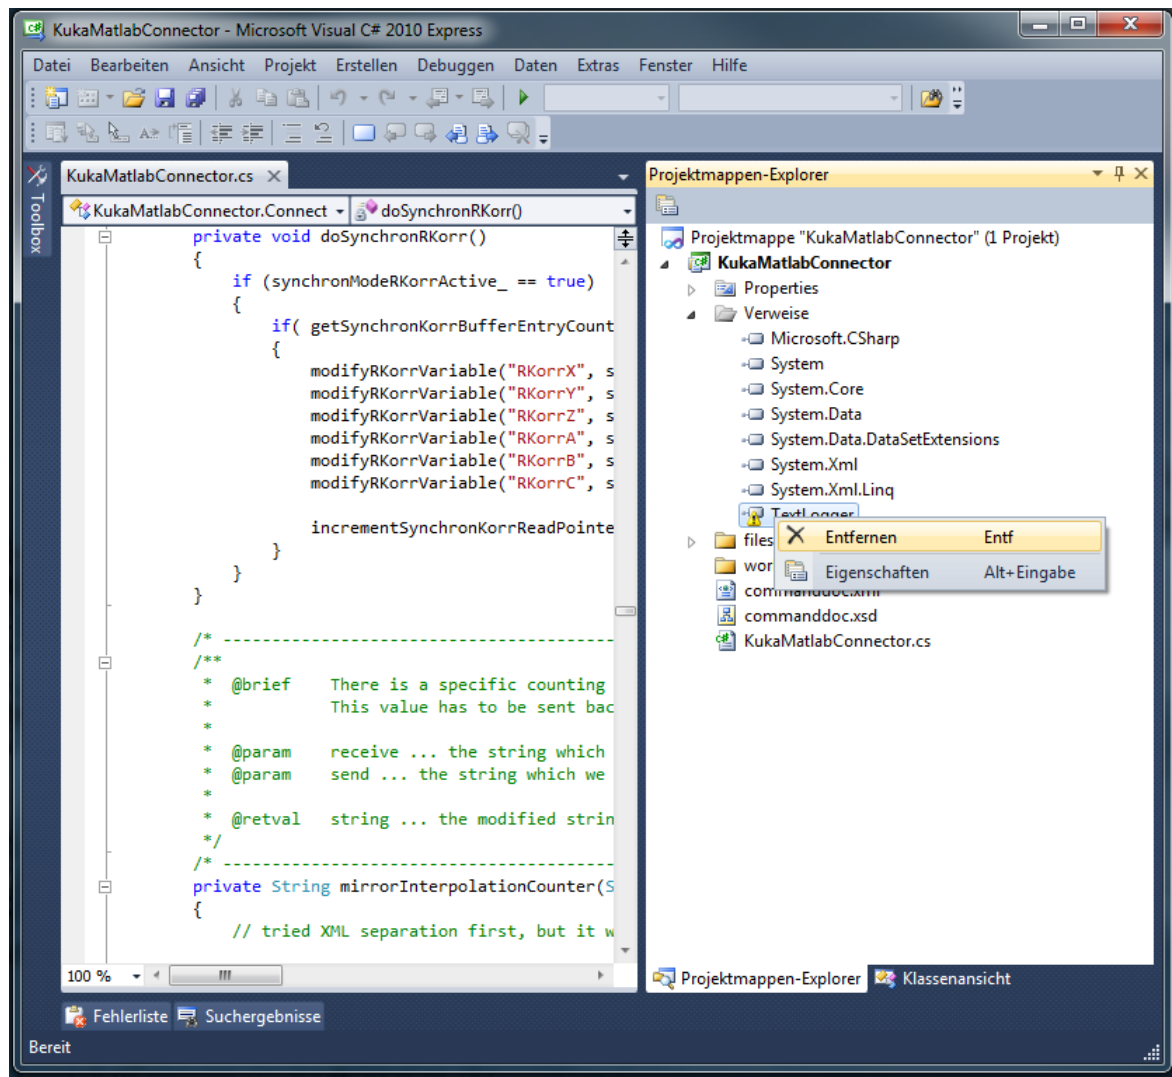 KukaMatlabConnector - Microsoft Visual C# 2010 Express
Datei Bearbeiten Ansicht Projekt Erstellen Debuggen Daten Extras Fenster Hilfe
Toolbox
KukaMatlabConnector.cs
KukaMatlabConnector.Connect
doSynchronRKorr()
private void doSynchronRKorr()
{
if (synchronModeRKorrActive_ == true)
{
if( getSynchronKorrBufferEntryCount
{
modifyRKorrVariable("RKorrX", s
modifyRKorrVariable("RKorrY", s
modifyRKorrVariable("RKorrZ", s
modifyRKorrVariable("RKorrA", s
modifyRKorrVariable("RKorrB", s
modifyRKorrVariable("RKorrC", s
incrementSynchronKorrReadPointe
}
}
}
/* ----------------------------------------
/**
* @brief There is a specific counting
* This value has to be sent bac
*
* @param receive ... the string which
* @param send ... the string which we
*
* @retval string ... the modified strin
*/
/* ----------------------------------------
private String mirrorInterpolationCounter(S
{
// tried XML separation first, but it w
100 %
Projektmappen-Explorer
Projektmappe "KukaMatlabConnector" (1 Projekt)
KukaMatlabConnector
Properties
Verweise
Microsoft.CSharp
System
System.Core
System.Data
System.Data.DataSetExtensions
System.Xml
System.Xml.Linq
TextLogger
files
wor
commanddoc.xml
commanddoc.xsd
KukaMatlabConnector.cs
Entfernen Entf
Eigenschaften Alt+Eingabe
Projektmappen-Explorer Klassenansicht
Fehlerliste Suchergebnisse
Bereit